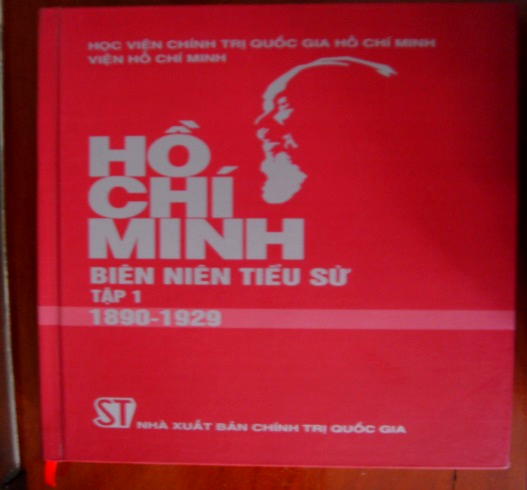 HỌC VIỆN CHÍNH TRỊ QUỐC GIA HỒ CHÍ MINH
VIỆN HỒ CHÍ MINH
HỒ
CHÍ
MINH
BIÊN NIÊN TIỂU SỬ
TẬP 1
1890-1929
ST NHÀ XUẤT BẢN CHÍNH TRỊ QUỐC GIA